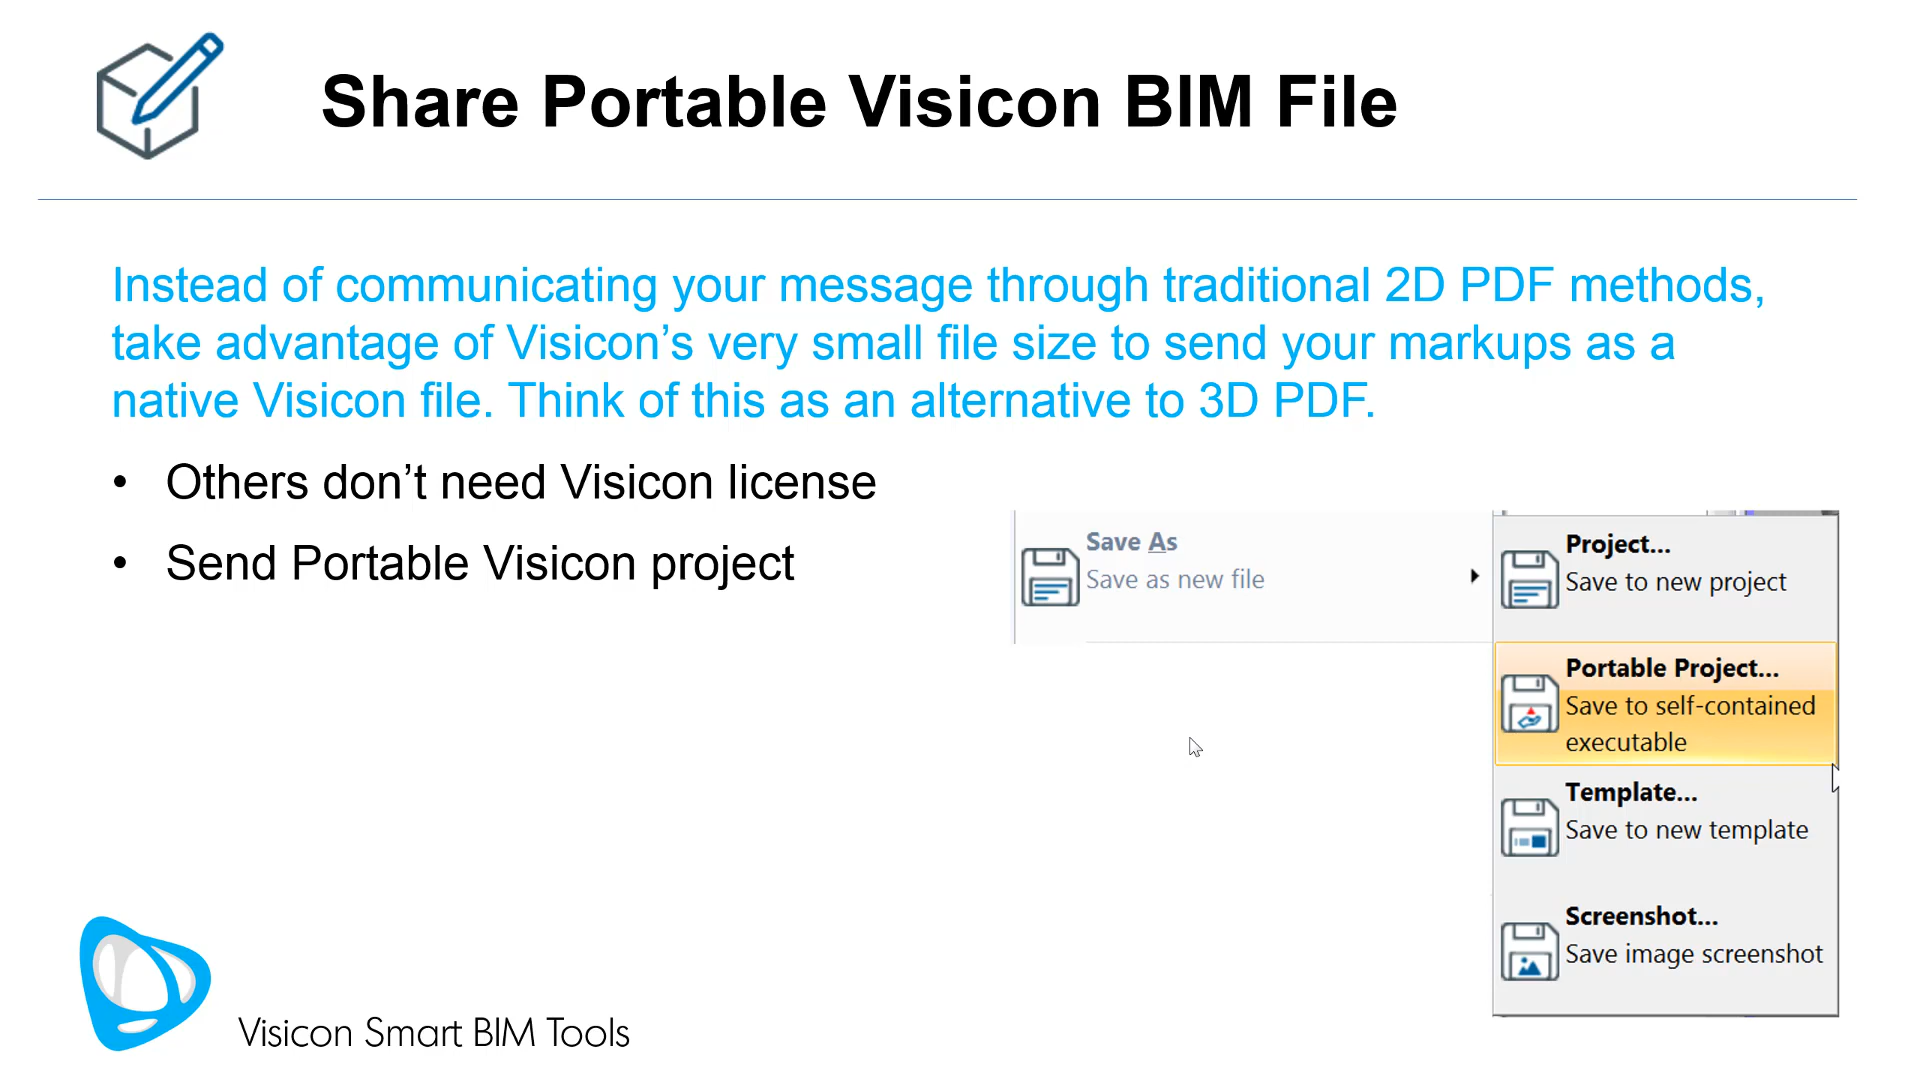 Share Portable Visicon BIM File
Instead of communicating your message through traditional 2D PDF methods,
take advantage of Visicon’s very small file size to send your markups as a
native Visicon file. Think of this as an alternative to 3D PDF.
• Others don’t need Visicon license
• Send Portable Visicon project
Save As
Save as new file
Project...
Save to new project
Portable Project...
Save to self-contained
executable
Template...
Save to new template
Screenshot...
Save image screenshot
Visicon Smart BIM Tools